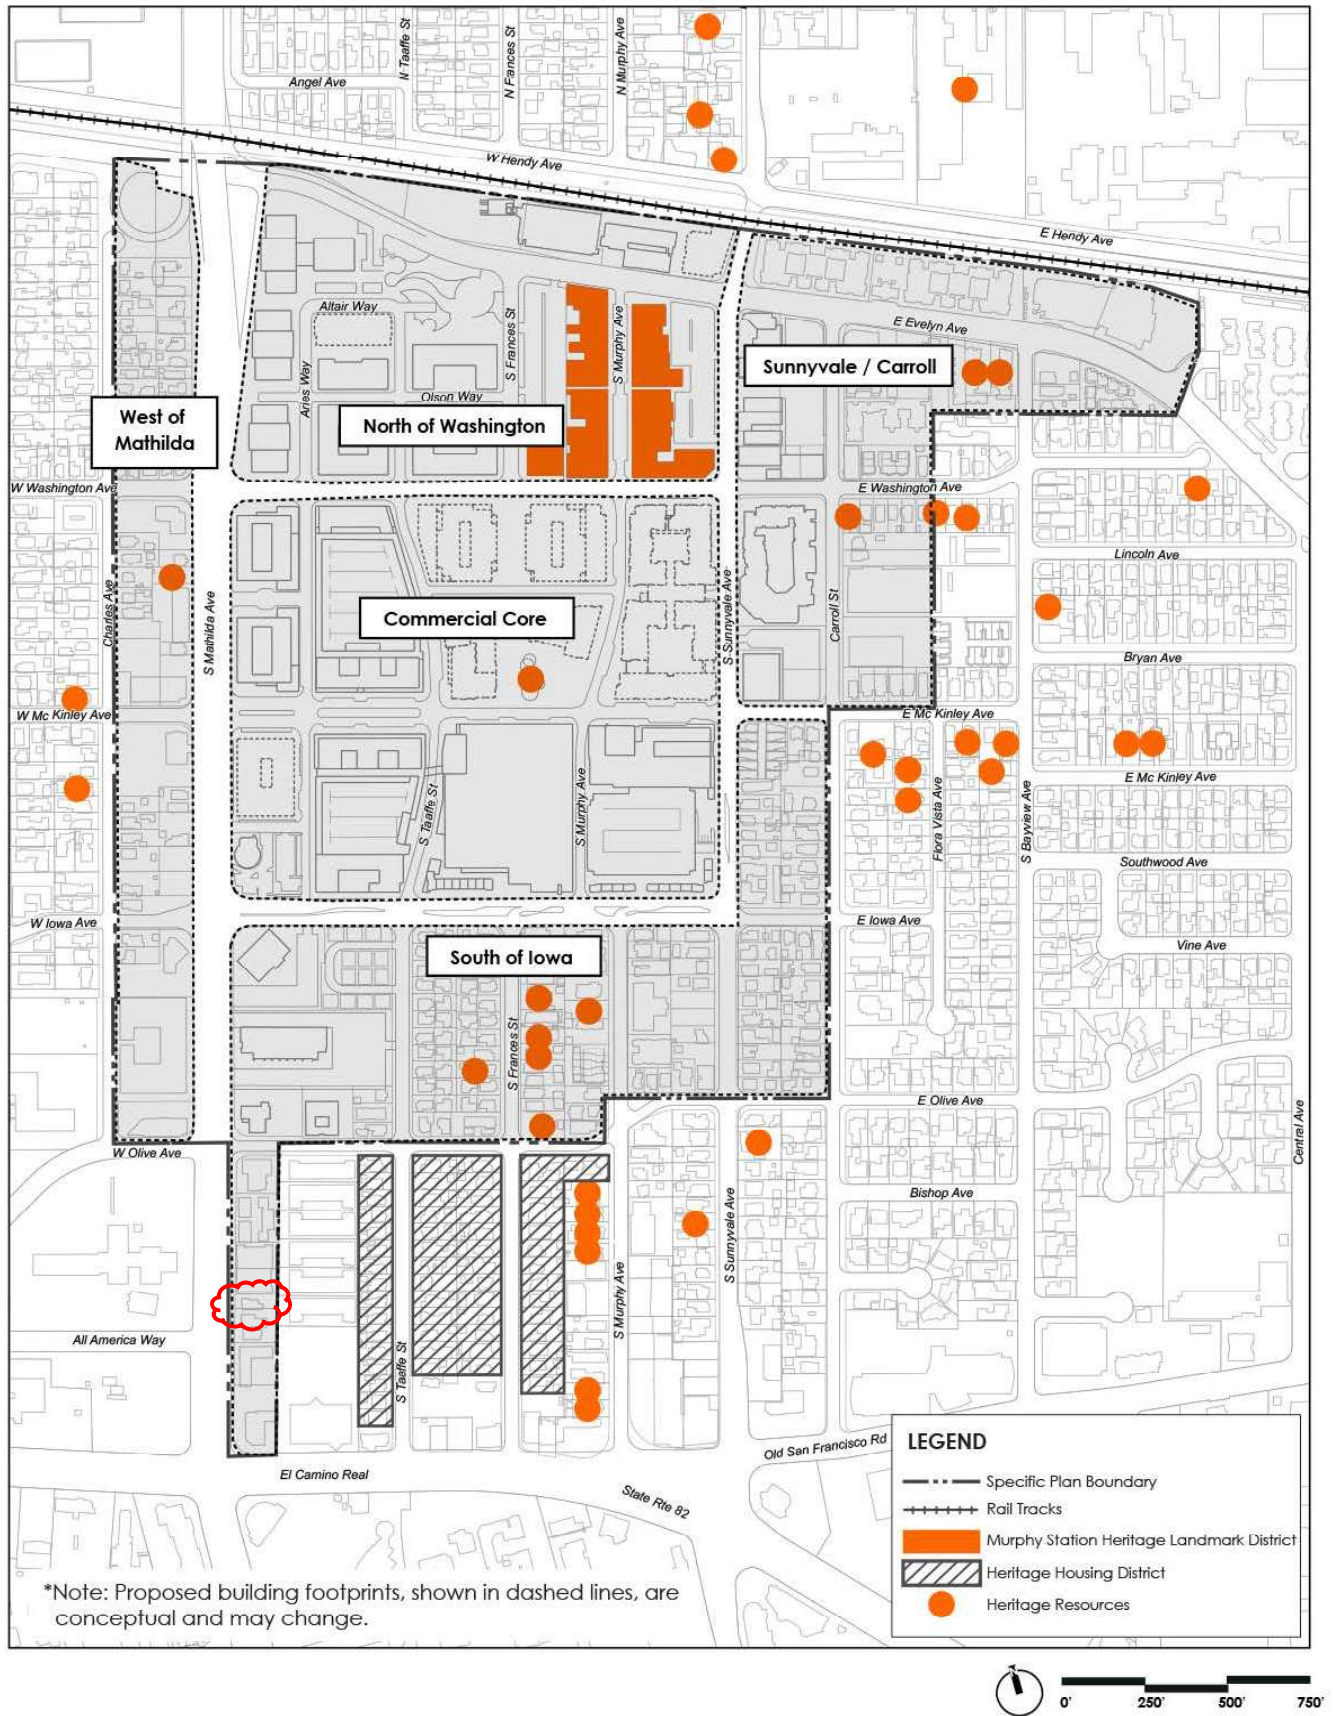 N Taaffe St
N Fances St
N Murphy Ave
Angel Ave
W Hendy Ave
E Hendy Ave
Altair Way
S Frances St
S Murphy Ave
E Evelyn Ave
Sunnyvale / Carroll
Aries Way
Olson Way
West of
Mathilda
North of Washington
W Washington Ave
E Washington Ave
Lincoln Ave
Charles Ave
S Mathilda Ave
Commercial Core
S Sunnyvale Ave
Carroll St
Bryan Ave
W Mc Kinley Ave
E Mc Kinley Ave
E Mc Kinley Ave
S Taaffe St
S Murphy Ave
Flora Vista Ave
S Bayview Ave
Southwood Ave
W Iowa Ave
E Iowa Ave
Vine Ave
South of Iowa
S Frances St
E Olive Ave
Central Ave
W Olive Ave
Bishop Ave
S Sunnyvale Ave
S Murphy Ave
All America Way
S Taaffe St
Old San Francisco Rd
El Camino Real
State Rte 82
LEGEND
Specific Plan Boundary
Rail Tracks
Murphy Station Heritage Landmark District
Heritage Housing District
Heritage Resources
*Note: Proposed building footprints, shown in dashed lines, are
conceptual and may change.
0' 250' 500' 750'